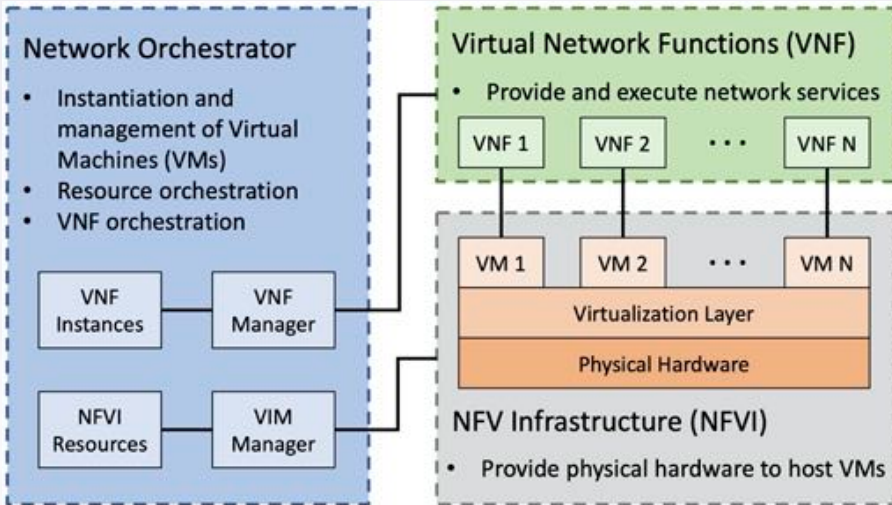 Network Orchestrator
• Instantiation and
management of Virtual
Machines (VMs)
• Resource orchestration
• VNF orchestration
VNF
Instances
VNF
Manager
NFVI
Resources
VIM
Manager
Virtual Network Functions (VNF)
• Provide and execute network services
VNF 1
VNF 2
• • •
VNF N
VM 1
VM 2
• • •
VM N
Virtualization Layer
Physical Hardware
NFV Infrastructure (NFVI)
• Provide physical hardware to host VMs